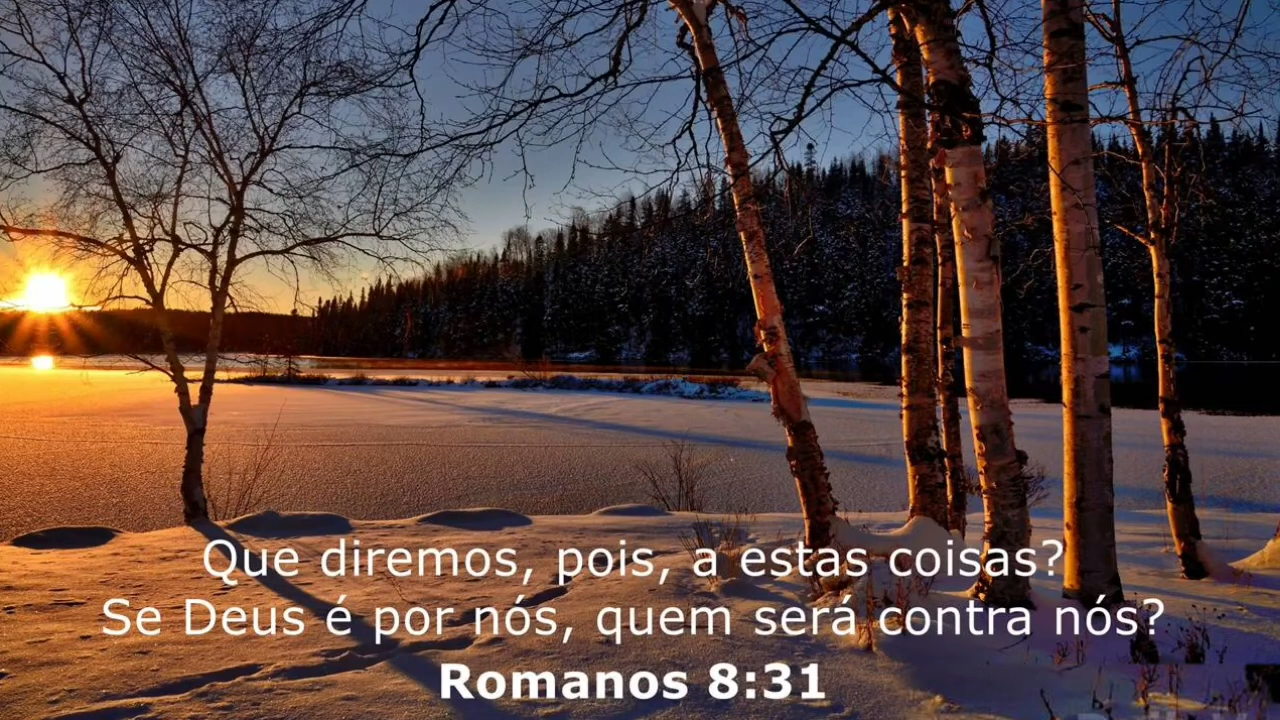 Que diremos, pois, a estas coisas?
Se Deus é por nós, quem será contra nós?
Romanos 8:31